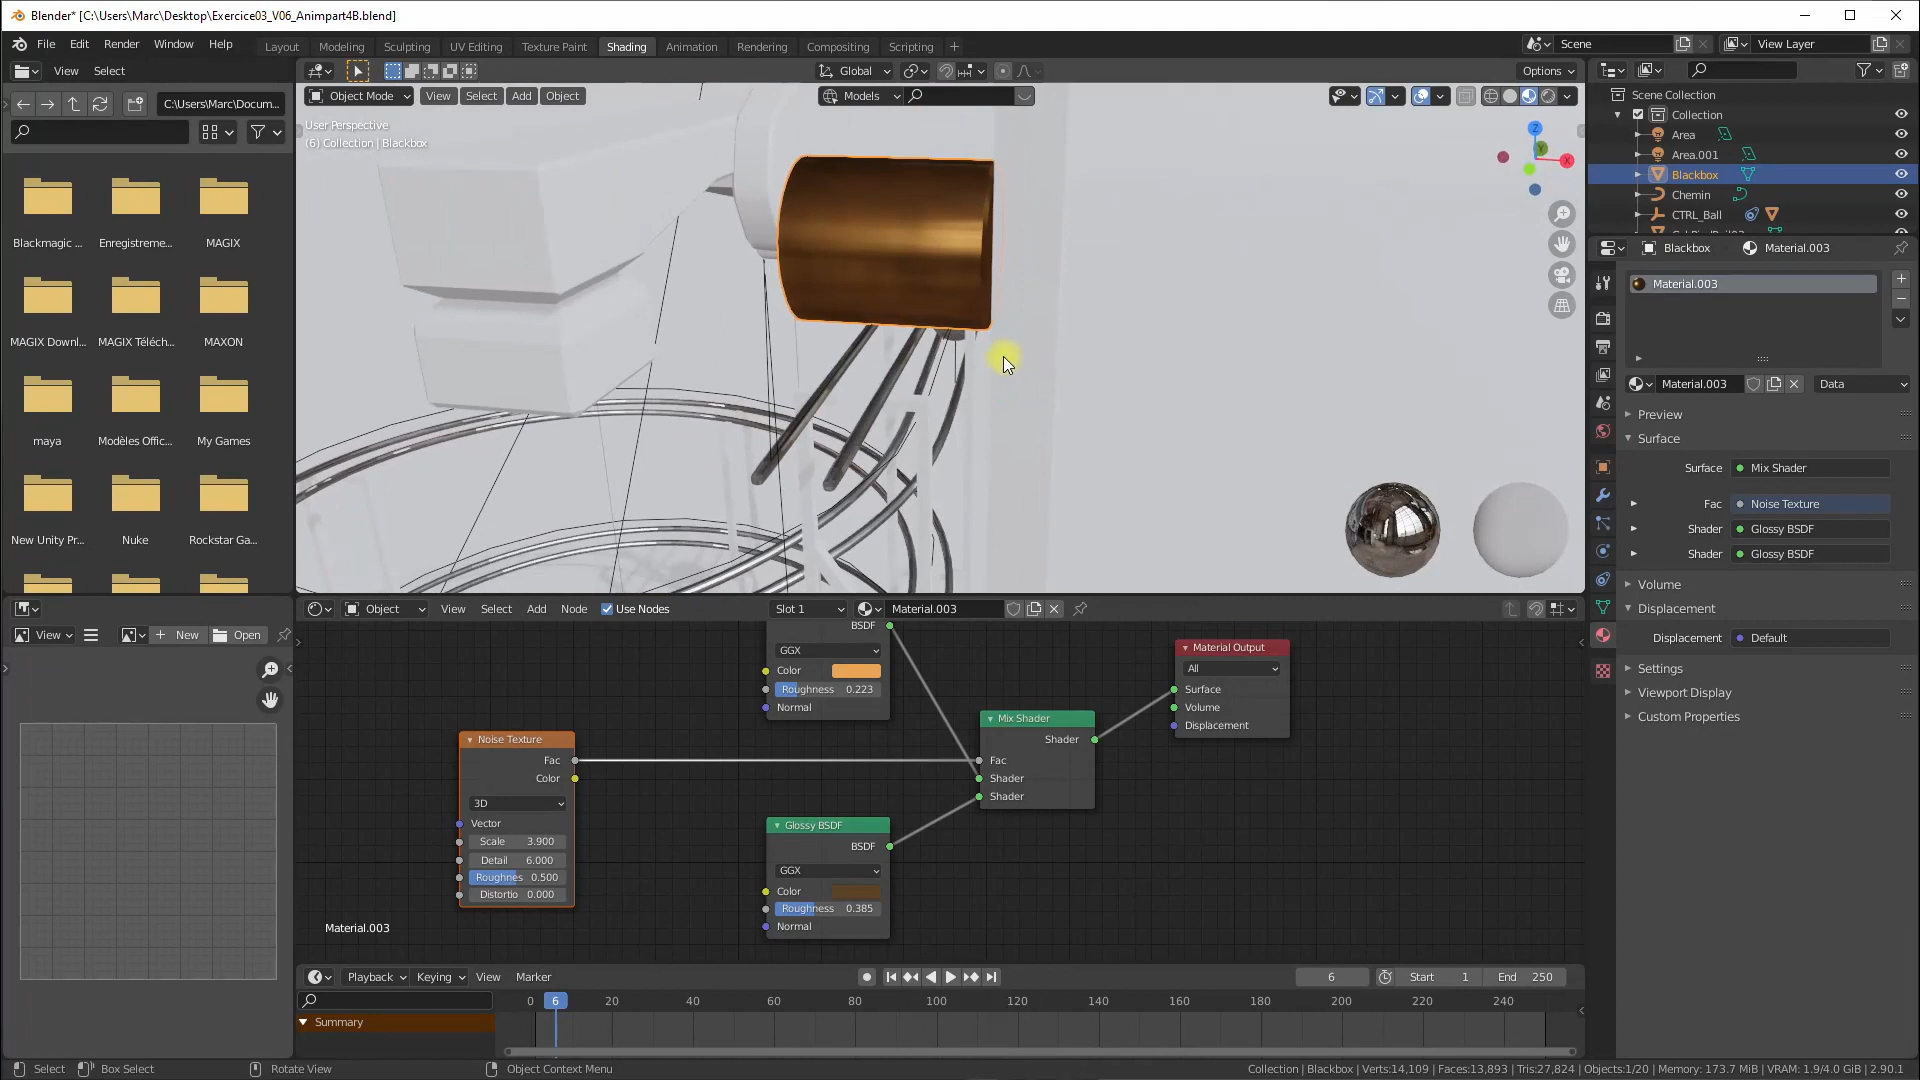 Blender* [C:\Users\Marc\Desktop\Exercice03_V06_Animpart4B.blend]
File Edit Render Window Help Layout Modeling Sculpting UV Editing Texture Paint Shading Animation Rendering Compositing Scripting + Scene View Layer
View Select Global Options
Object Mode View Select Add Object Models
C:\Users\Marc\Docum...
User Perspective
(6) Collection | Blackbox
Scene Collection
Collection
Area
Area.001
Blackbox
Chemin
CTRL_Ball
Z
Y
X
Blackmagic ... Enregistreme... MAGIX
MAGIX Downl... MAGIX Téléch... MAXON
maya Modèles Offic... My Games
New Unity Pr... Nuke Rockstar Ga...
Blackbox Material.003
Material.003
Material.003 Data
Preview
Surface
Surface Mix Shader
Fac Noise Texture
Shader Glossy BSDF
Shader Glossy BSDF
Volume
Displacement
Displacement Default
Settings
Viewport Display
Custom Properties
View New Open
Object View Select Add Node Use Nodes Slot 1 Material.003
BSDF
GGX
Color
Roughness 0.223
Normal
Noise Texture
Fac
Color
3D
Vector
Scale 3.900
Detail 6.000
Roughnes 0.500
Distortio 0.000
Glossy BSDF
BSDF
GGX
Color
Roughness 0.385
Normal
Mix Shader
Shader
Fac
Shader
Shader
Material Output
All
Surface
Volume
Displacement
Material.003
Playback Keying View Marker 6 Start 1 End 250
0 6 20 40 60 80 100 120 140 160 180 200 220 240
Summary
Select Box Select Rotate View Object Context Menu Collection | Blackbox | Verts:14,109 | Faces:13,893 | Tris:27,824 | Objects:1/20 | Memory: 173.7 MiB | VRAM: 1.9/4.0 GiB | 2.90.1